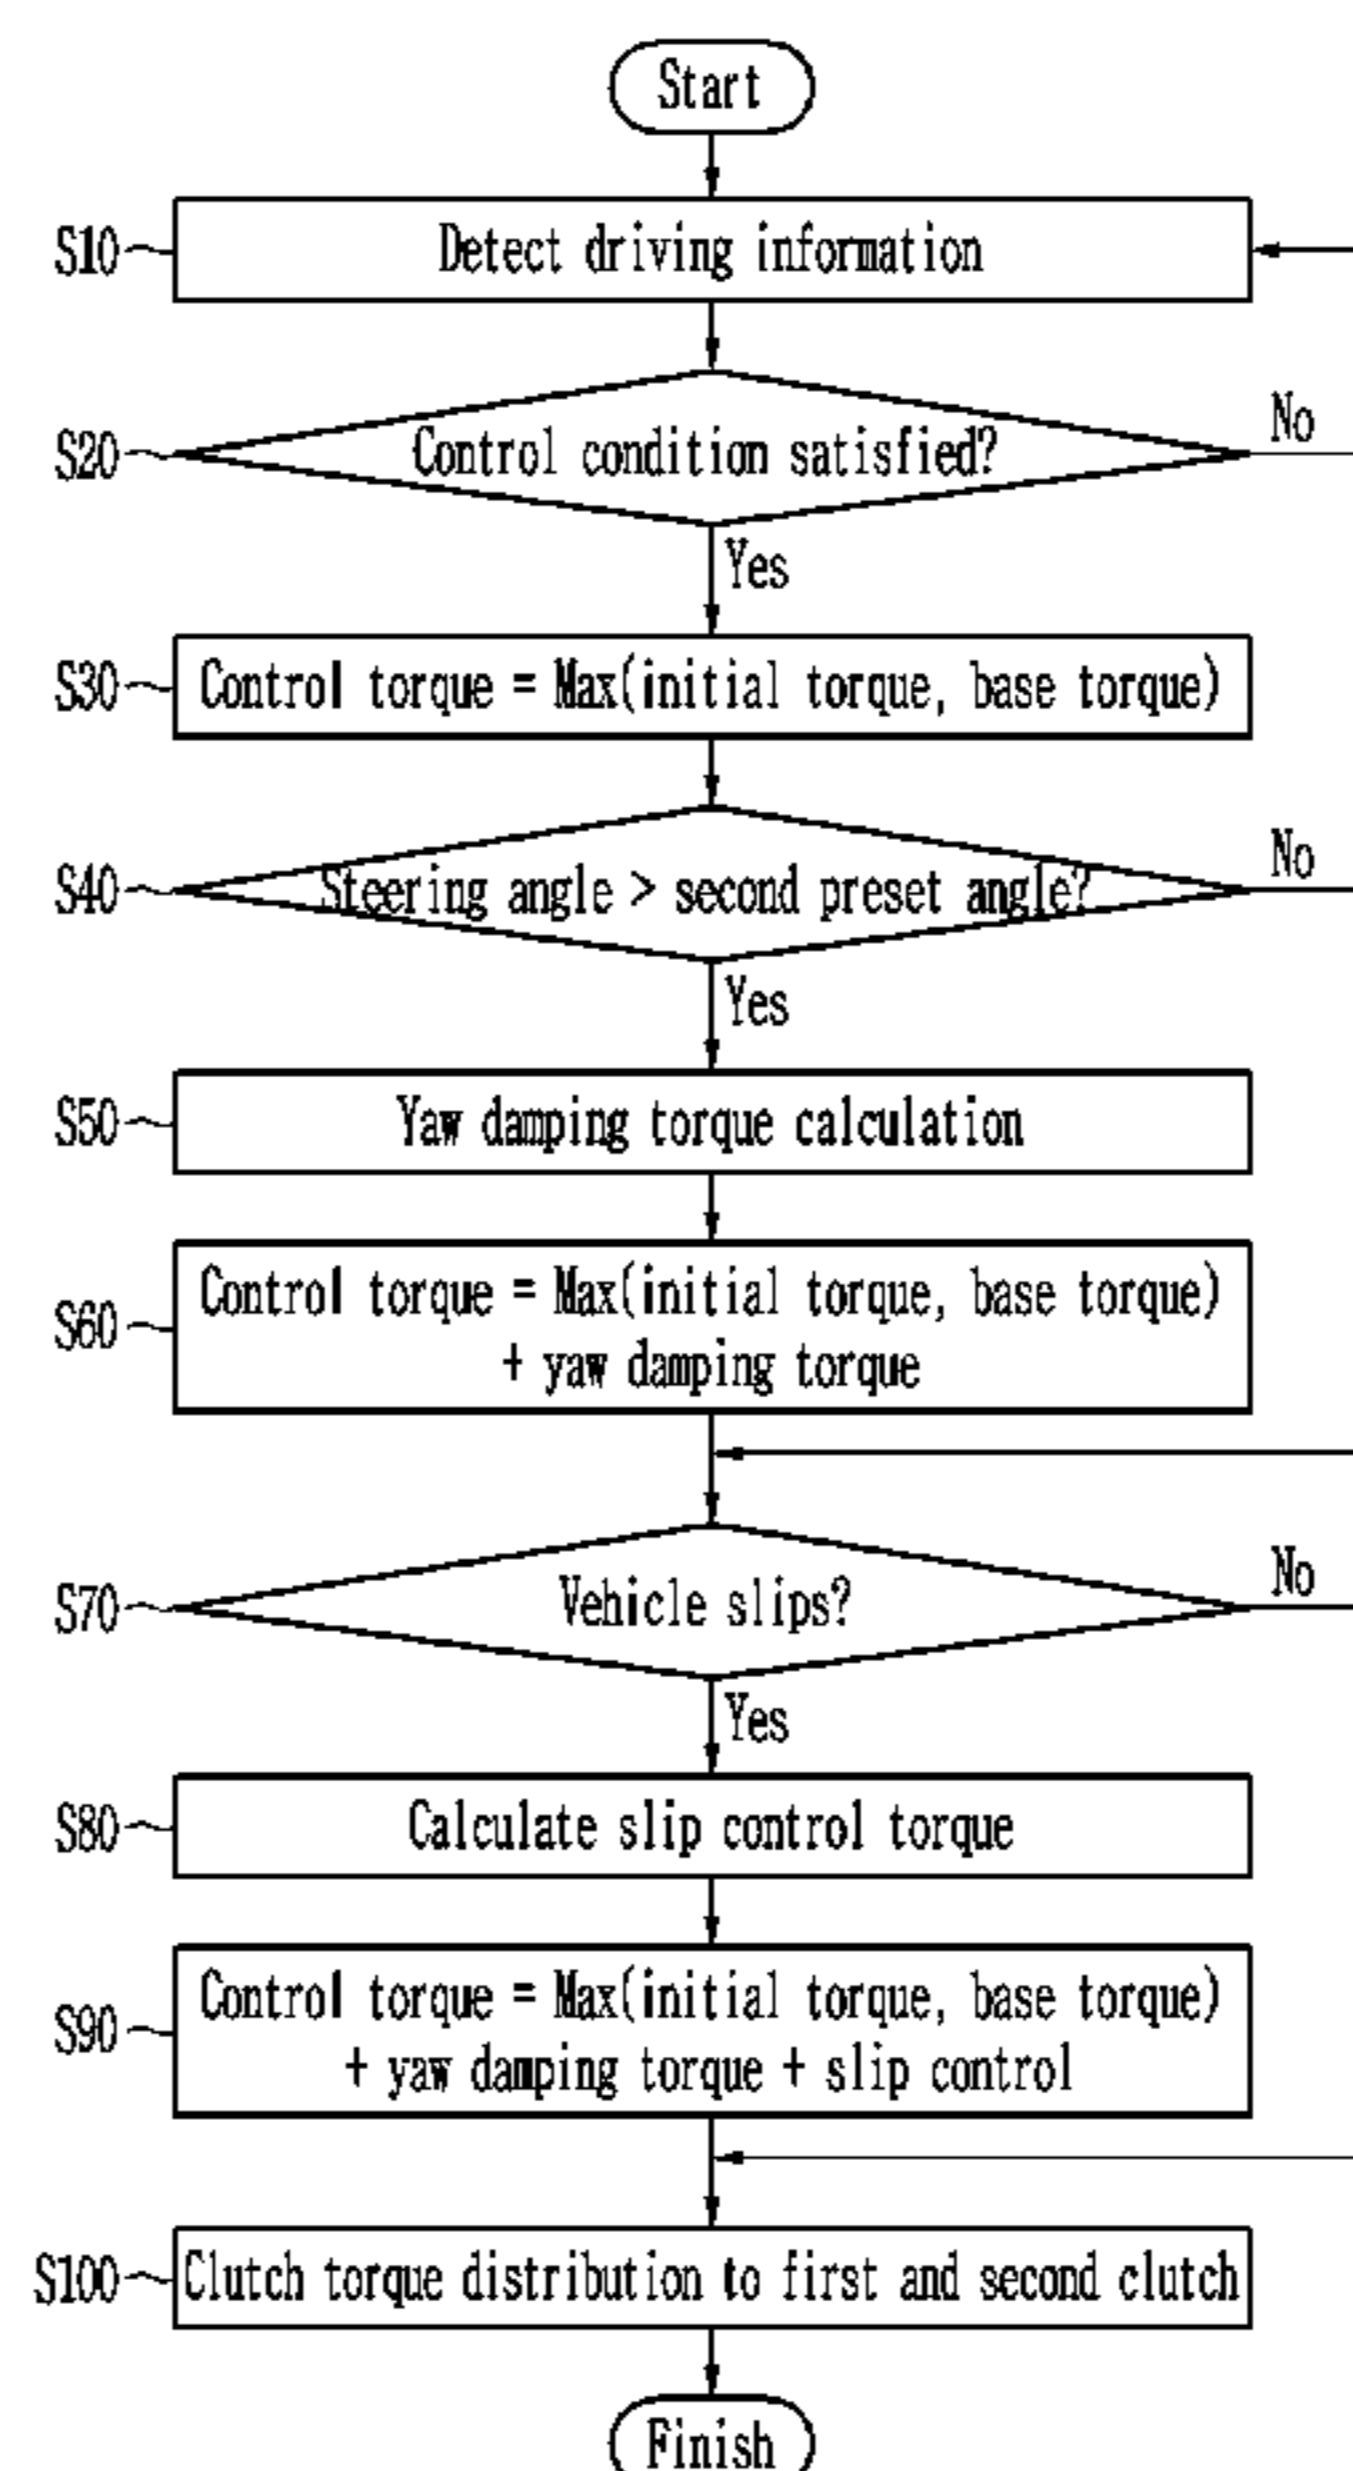 Start
S10
Detect driving information
S20
Control condition satisfied?
No
Yes
S30
Control torque = Max(initial torque, base torque)
S40
Steering angle > second preset angle?
No
Yes
S50
Yaw damping torque calculation
S60
Control torque = Max(initial torque, base torque)
+ yaw damping torque
S70
Vehicle slips?
No
Yes
S80
Calculate slip control torque
S90
Control torque = Max(initial torque, base torque)
+ yaw damping torque + slip control
S100
Clutch torque distribution to first and second clutch
Finish